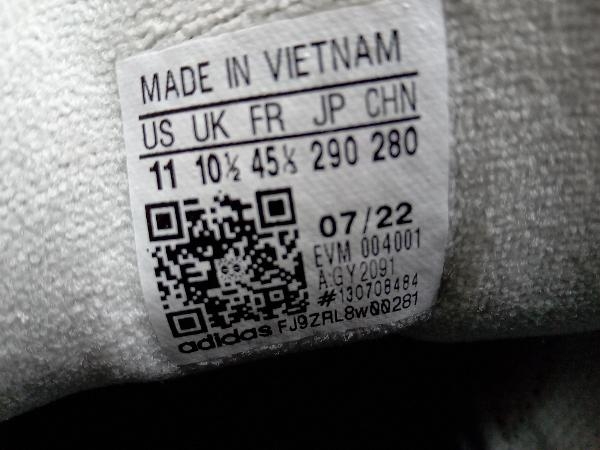 MADE IN VIETNAM
US UK FR JP CHN
11 10½ 45⅓ 290 280
07/22
EVM 004001
A:GY2091
#130708484
adidas FJ9ZRL8w00281